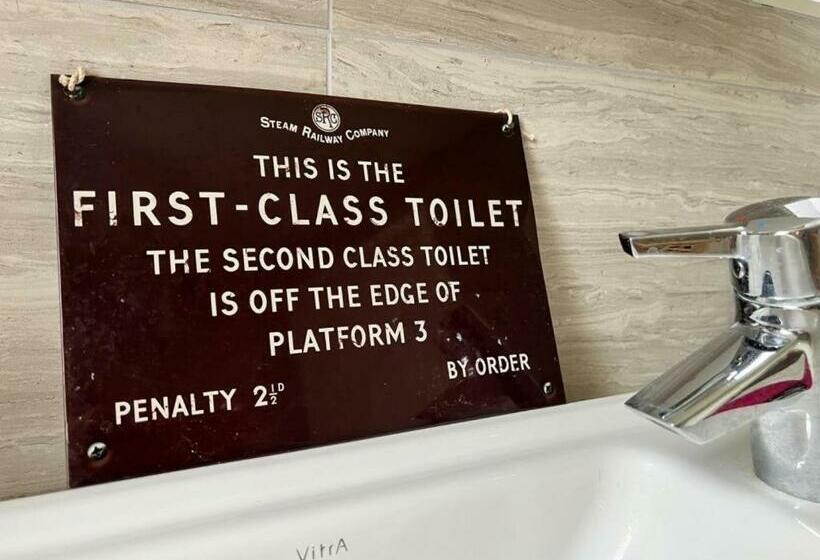 SRC
STEAM RAILWAY COMPANY
THIS IS THE
FIRST-CLASS TOILET
THE SECOND CLASS TOILET
IS OFF THE EDGE OF
PLATFORM 3
BY ORDER
PENALTY 2½D
VitrA